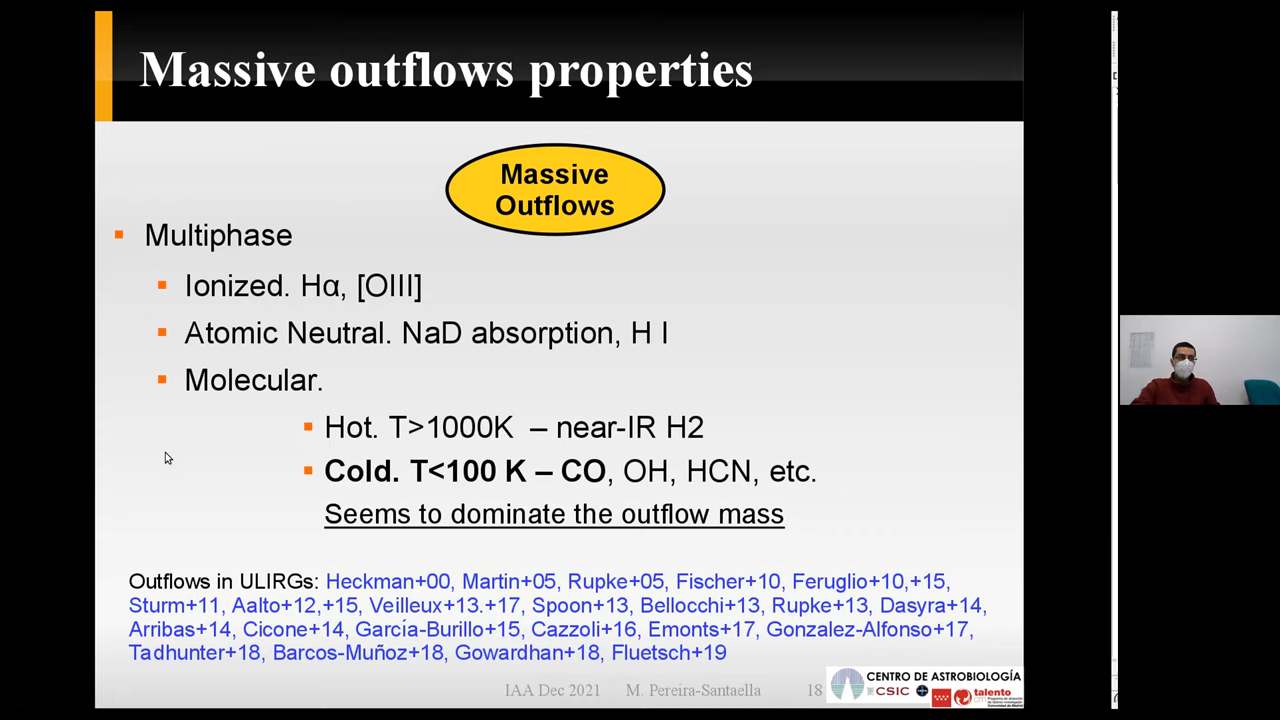 Massive outflows properties
Massive
Outflows
Multiphase
Ionized. Hα, [OIII]
Atomic Neutral. NaD absorption, H I
Molecular.
Hot. T>1000K – near-IR H2
Cold. T<100 K – CO, OH, HCN, etc.
Seems to dominate the outflow mass
Outflows in ULIRGs: Heckman+00, Martin+05, Rupke+05, Fischer+10, Feruglio+10,+15,
Sturm+11, Aalto+12,+15, Veilleux+13.+17, Spoon+13, Bellocchi+13, Rupke+13, Dasyra+14,
Arribas+14, Cicone+14, García-Burillo+15, Cazzoli+16, Emonts+17, Gonzalez-Alfonso+17,
Tadhunter+18, Barcos-Muñoz+18, Gowardhan+18, Fluetsch+19
IAA Dec 2021 M. Pereira-Santaella 18
CENTRO DE ASTROBIOLOGÍA
CSIC talento